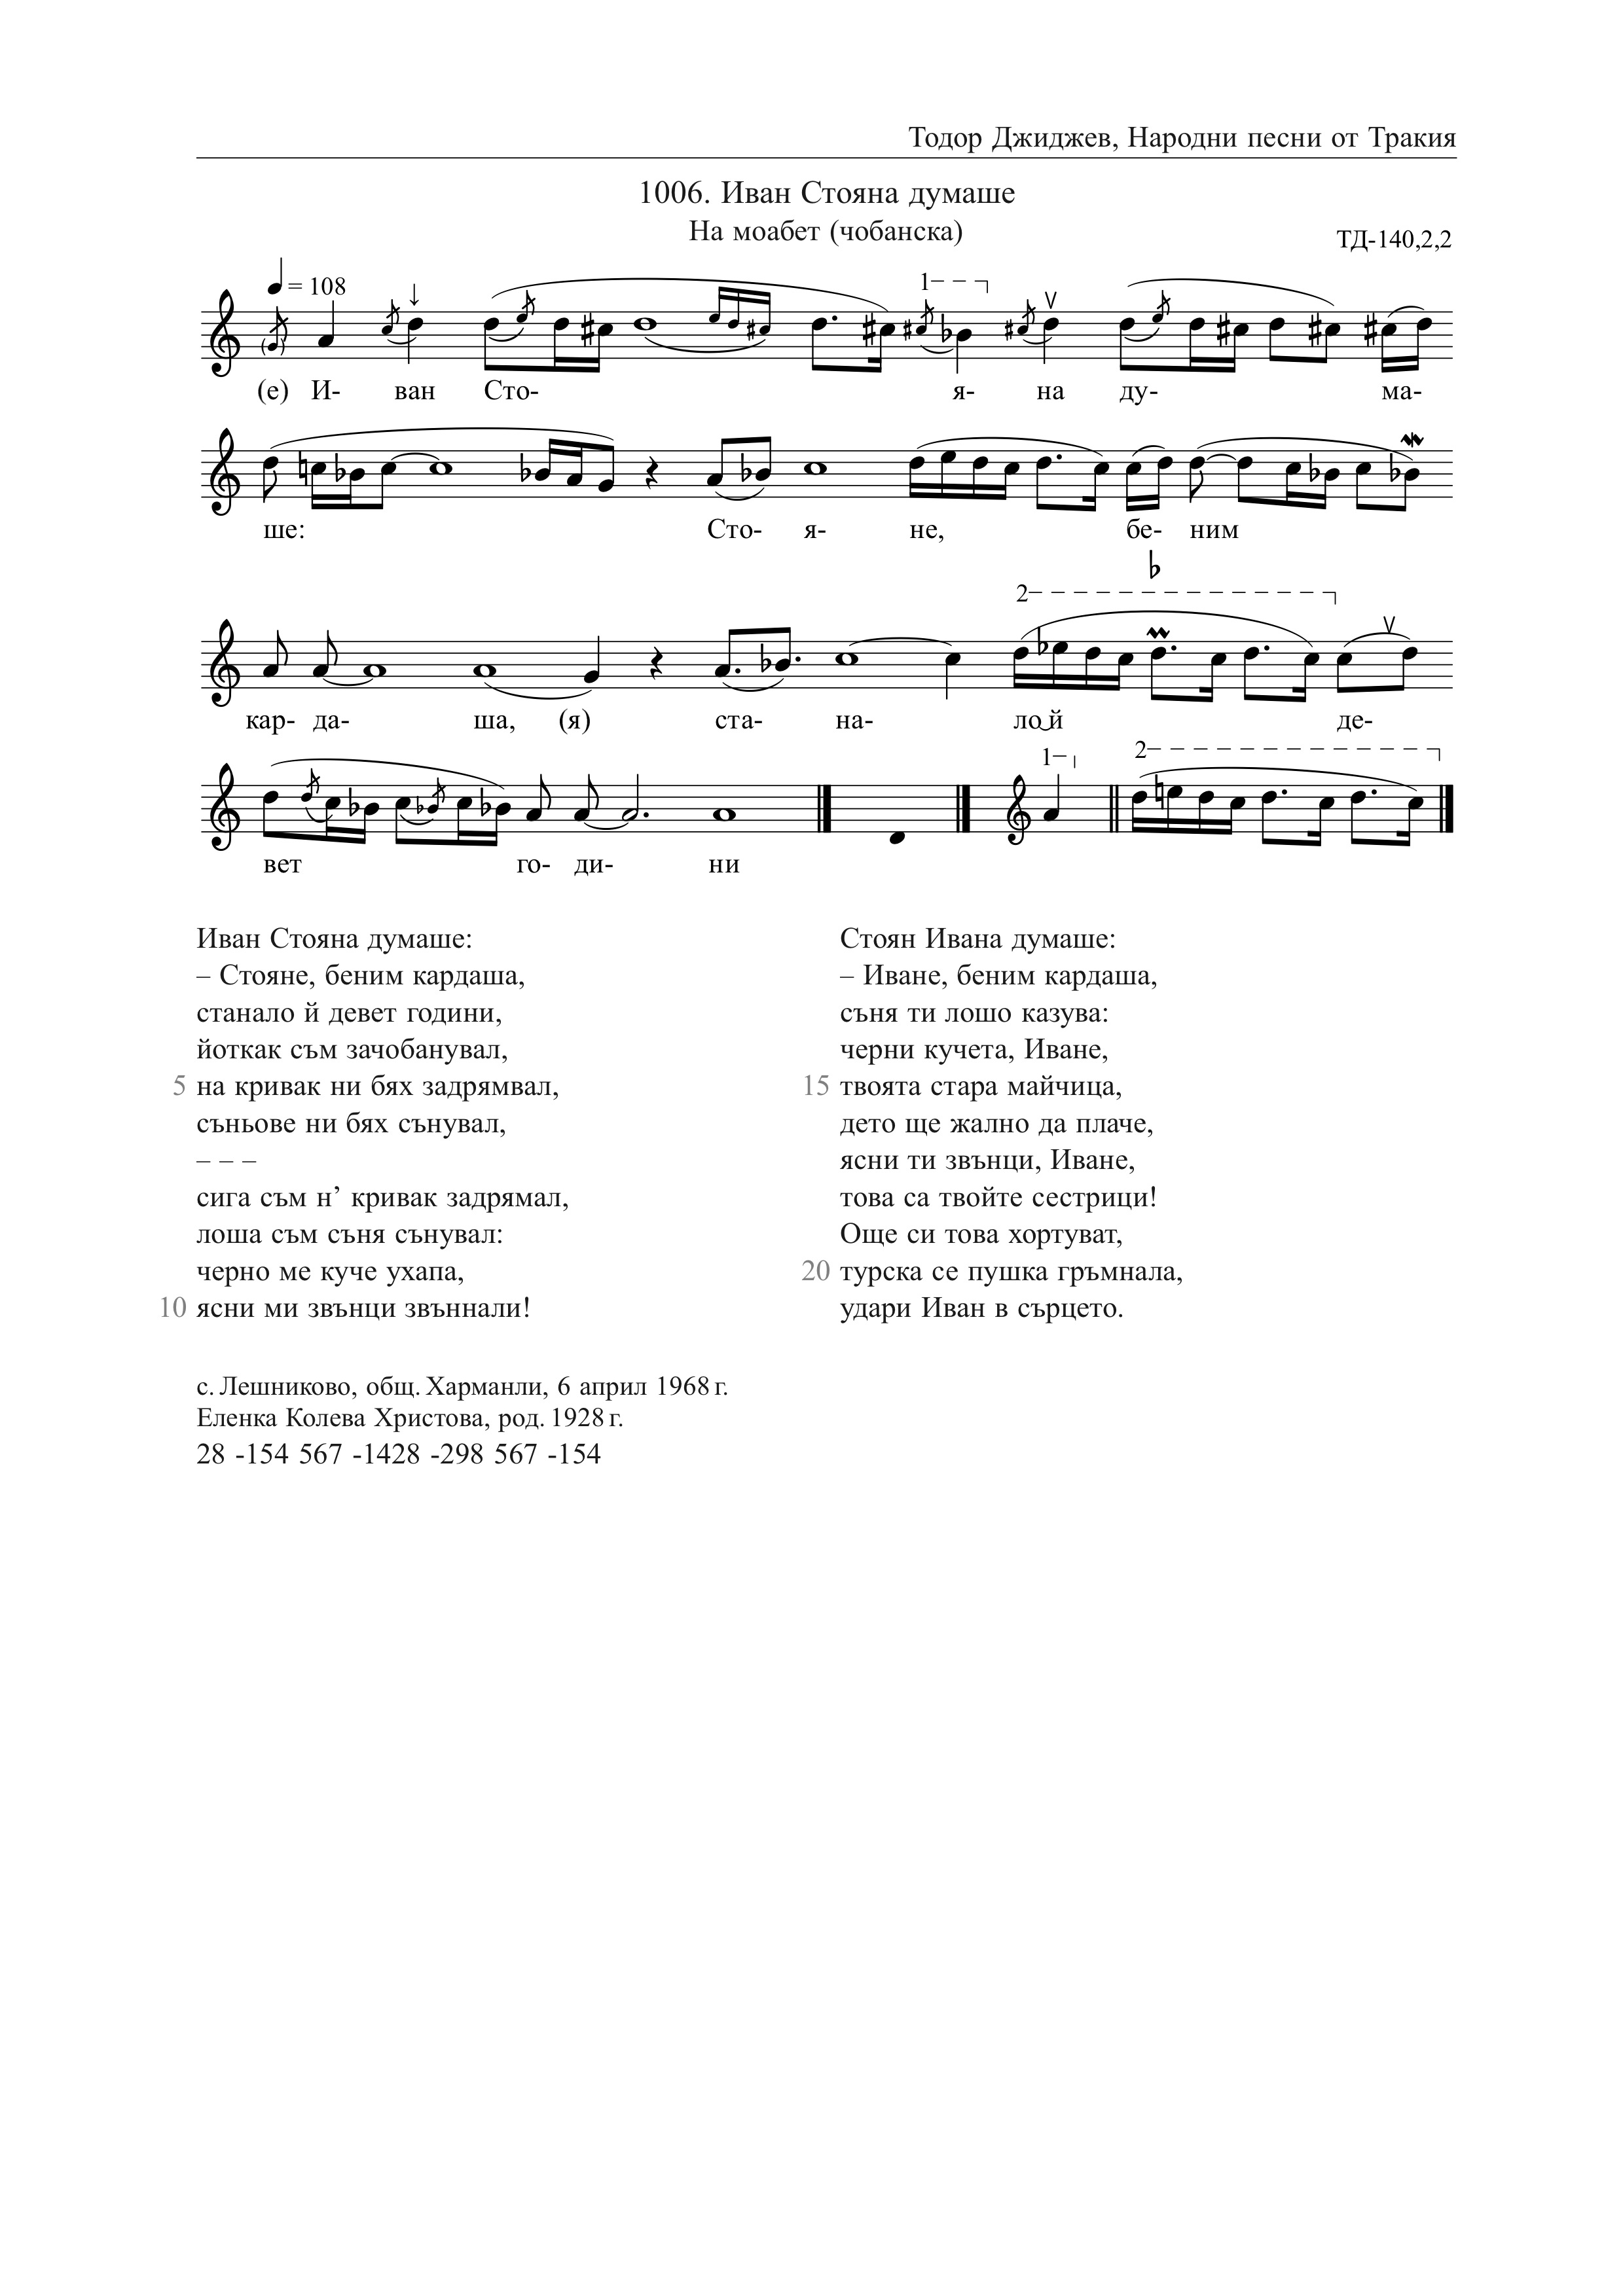 Тодор Джиджев, Народни песни от Тракия
1006. Иван Стояна думаше
На моабет (чобанска)
ТД-140,2,2
= 108
1
(е) И- ван Сто- я- на ду- ма-
ше: Сто- я- не, бе- ним
2
кар- да- ша, (я) ста- на- ло й де-
1 2
вет го- ди- ни
Иван Стояна думаше:
– Стояне, беним кардаша,
станало й девет години,
йоткак съм зачобанувал,
5 на кривак ни бях задрямвал,
съньове ни бях сънувал,
– – –
сига съм н’ кривак задрямал,
лоша съм съня сънувал:
черно ме куче ухапа,
10 ясни ми звънци звъннали!
Стоян Ивана думаше:
– Иване, беним кардаша,
съня ти лошо казува:
черни кучета, Иване,
15 твоята стара майчица,
дето ще жално да плаче,
ясни ти звънци, Иване,
това са твойте сестрици!
Още си това хортуват,
20 турска се пушка гръмнала,
удари Иван в сърцето.
с. Лешниково, общ. Харманли, 6 април 1968 г.
Еленка Колева Христова, род. 1928 г.
28 -154 567 -1428 -298 567 -154